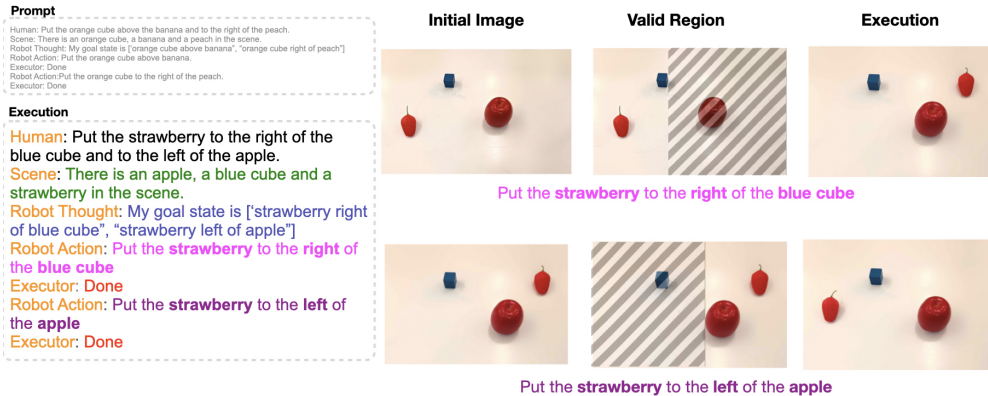 Prompt
Human: Put the orange cube above the banana and to the right of the peach.
Scene: There is an orange cube, a banana and a peach in the scene.
Robot Thought: My goal state is ['orange cube above banana", "orange cube right of peach"]
Robot Action: Put the orange cube above banana.
Executor: Done
Robot Action:Put the orange cube to the right of the peach.
Executor: Done
Execution
Human: Put the strawberry to the right of the
blue cube and to the left of the apple.
Scene: There is an apple, a blue cube and a
strawberry in the scene.
Robot Thought: My goal state is ['strawberry right
of blue cube", "strawberry left of apple"]
Robot Action: Put the strawberry to the right of
the blue cube
Executor: Done
Robot Action: Put the strawberry to the left of
the apple
Executor: Done
Initial Image
Valid Region
Execution
Put the strawberry to the right of the blue cube
Put the strawberry to the left of the apple